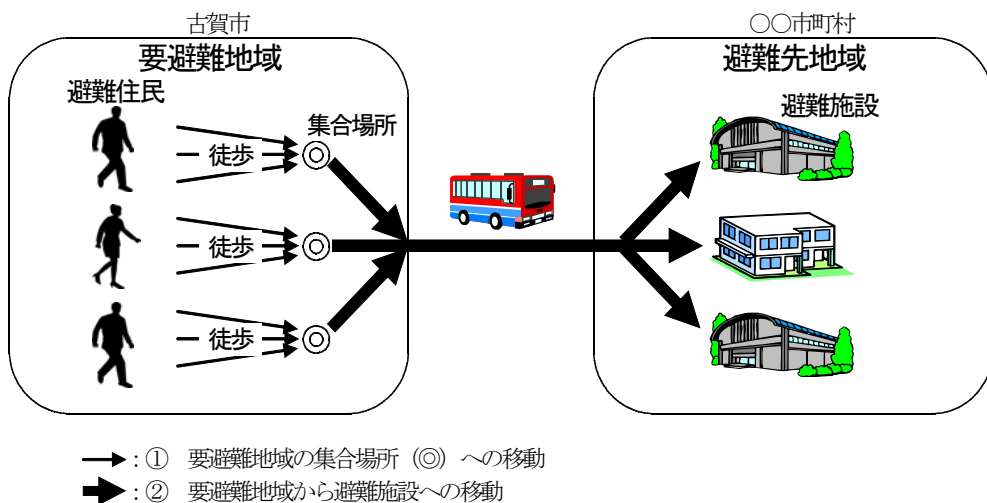 古賀市
○○市町村
要避難地域
避難先地域
避難住民
集合場所
避難施設
徒歩
徒歩
徒歩
：① 要避難地域の集合場所（◎）への移動
：② 要避難地域から避難施設への移動